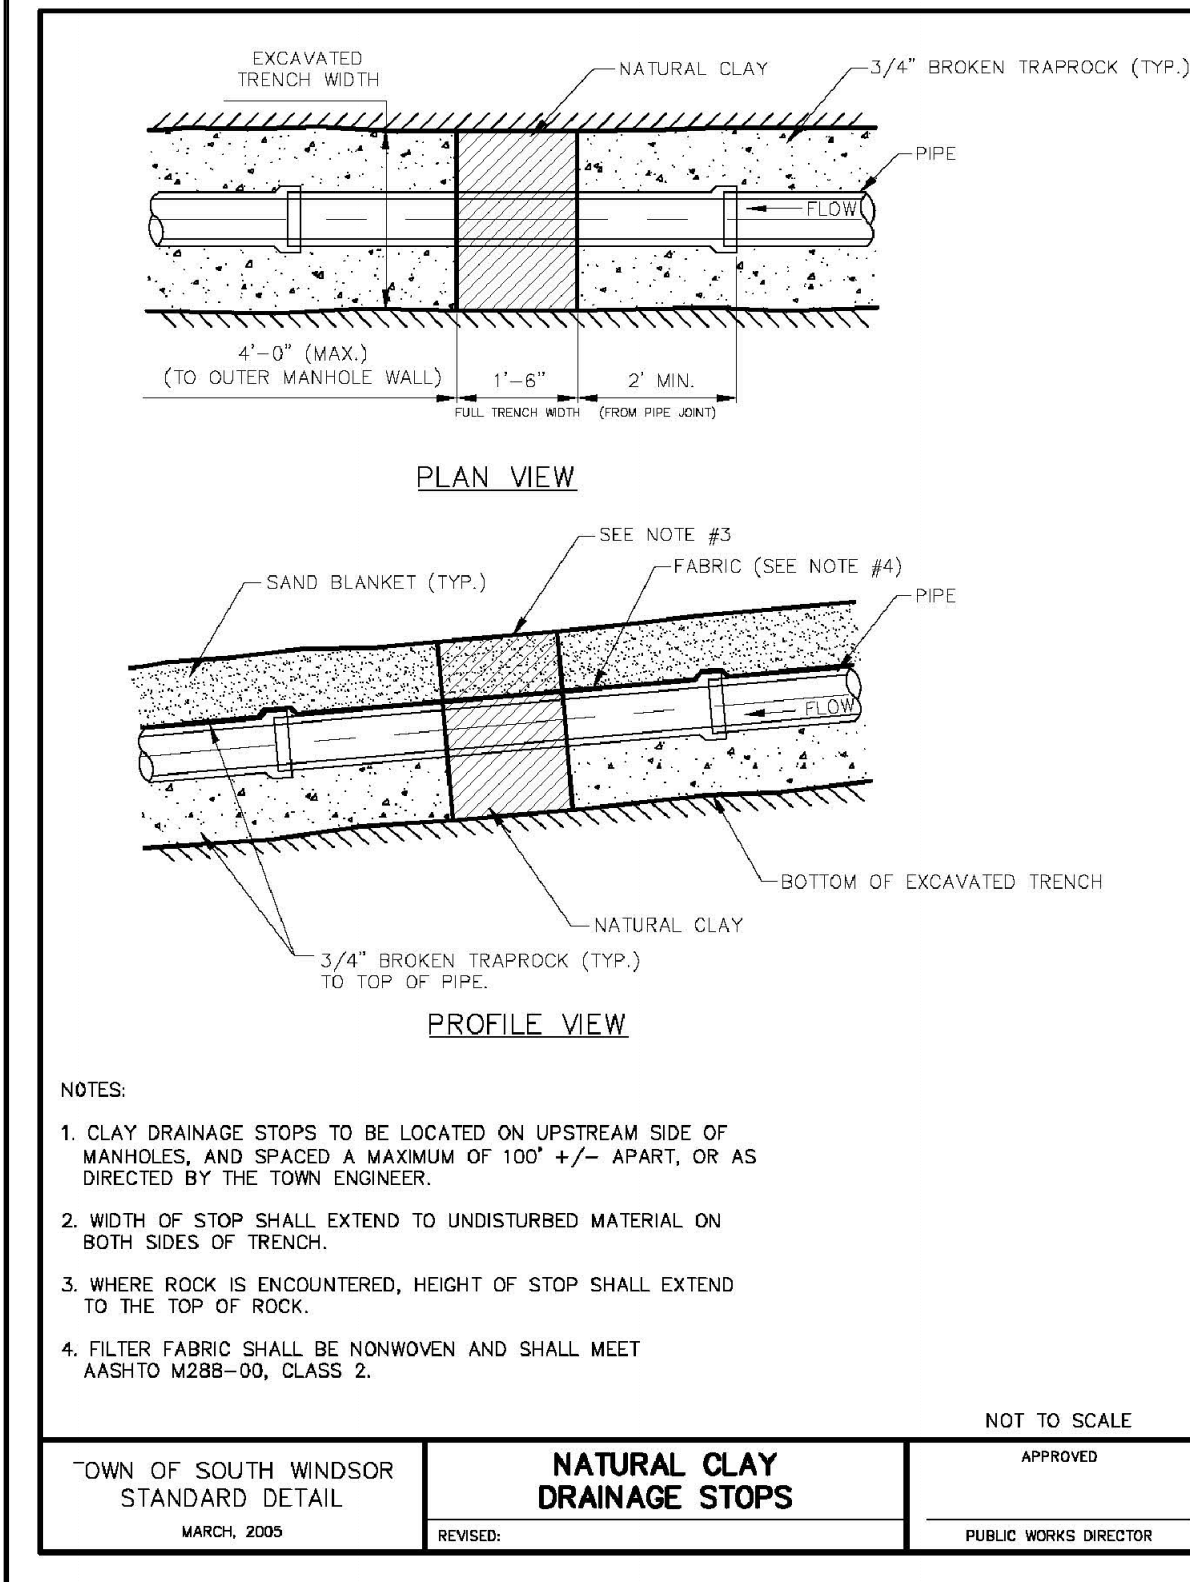 EXCAVATED
TRENCH WIDTH
NATURAL CLAY
3/4" BROKEN TRAPROCK (TYP.)
PIPE
FLOW
4'-0" (MAX.)
(TO OUTER MANHOLE WALL)
1'-6"
2' MIN.
FULL TRENCH WIDTH
(FROM PIPE JOINT)
PLAN VIEW
SEE NOTE #3
FABRIC (SEE NOTE #4)
SAND BLANKET (TYP.)
PIPE
FLOW
BOTTOM OF EXCAVATED TRENCH
NATURAL CLAY
3/4" BROKEN TRAPROCK (TYP.)
TO TOP OF PIPE.
PROFILE VIEW
NOTES:
1. CLAY DRAINAGE STOPS TO BE LOCATED ON UPSTREAM SIDE OF
MANHOLES, AND SPACED A MAXIMUM OF 100' +/- APART, OR AS
DIRECTED BY THE TOWN ENGINEER.
2. WIDTH OF STOP SHALL EXTEND TO UNDISTURBED MATERIAL ON
BOTH SIDES OF TRENCH.
3. WHERE ROCK IS ENCOUNTERED, HEIGHT OF STOP SHALL EXTEND
TO THE TOP OF ROCK.
4. FILTER FABRIC SHALL BE NONWOVEN AND SHALL MEET
AASHTO M288-00, CLASS 2.
NOT TO SCALE
TOWN OF SOUTH WINDSOR
STANDARD DETAIL
MARCH, 2005
NATURAL CLAY
DRAINAGE STOPS
REVISED:
APPROVED
PUBLIC WORKS DIRECTOR